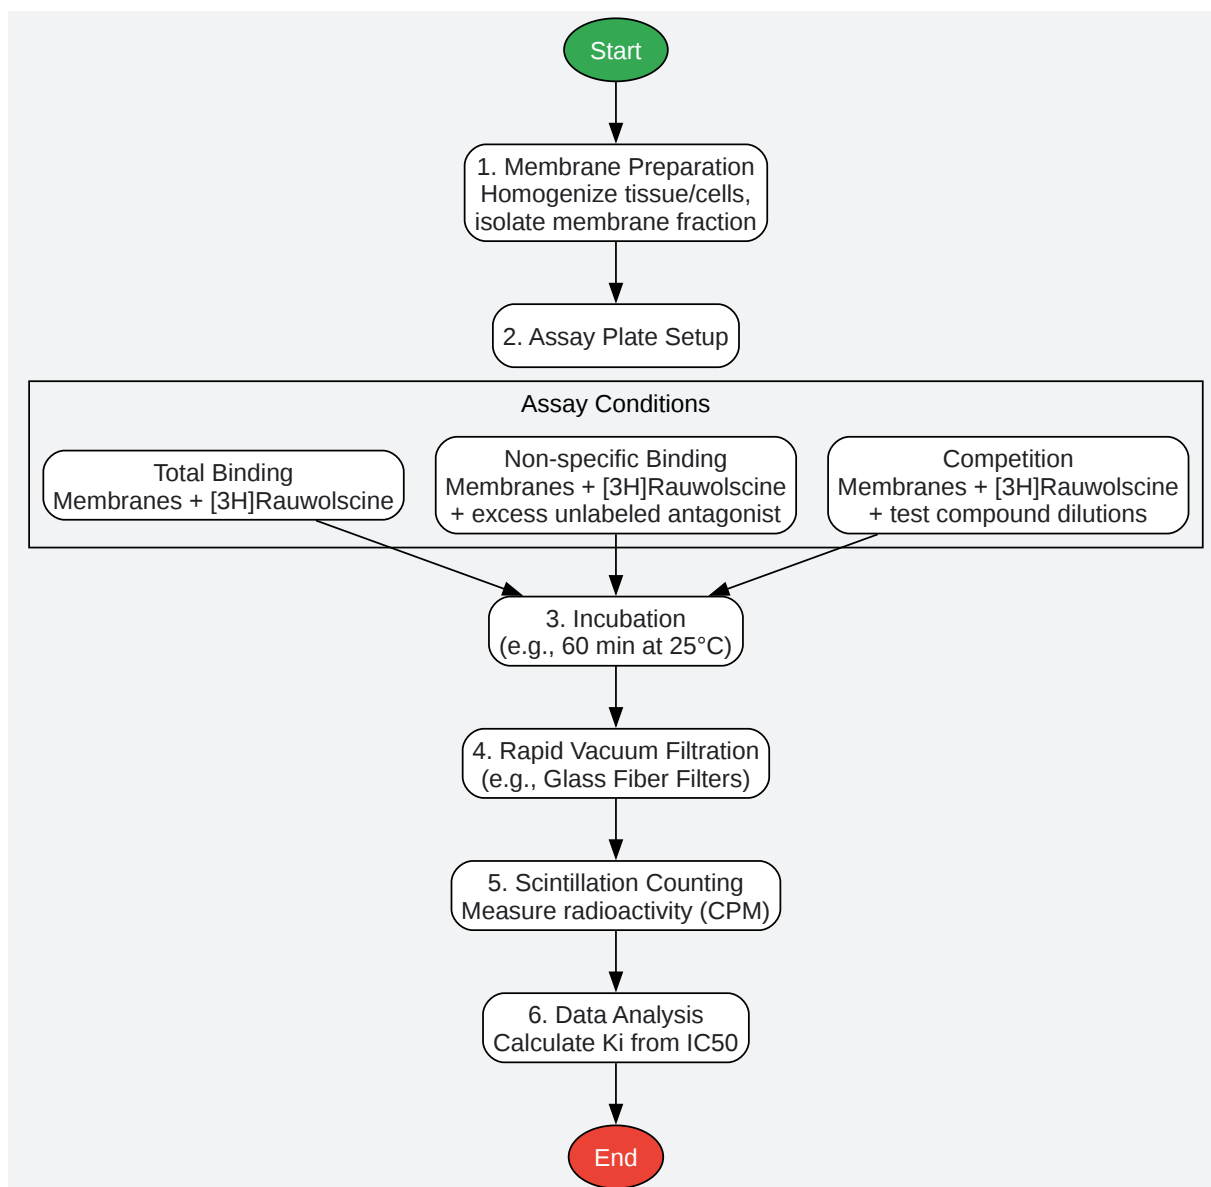 Start
1. Membrane Preparation
Homogenize tissue/cells,
isolate membrane fraction
2. Assay Plate Setup
Assay Conditions
Total Binding
Membranes + [3H]Rauwolscine
Non-specific Binding
Membranes + [3H]Rauwolscine
+ excess unlabeled antagonist
Competition
Membranes + [3H]Rauwolscine
+ test compound dilutions
3. Incubation
(e.g., 60 min at 25°C)
4. Rapid Vacuum Filtration
(e.g., Glass Fiber Filters)
5. Scintillation Counting
Measure radioactivity (CPM)
6. Data Analysis
Calculate Ki from IC50
End